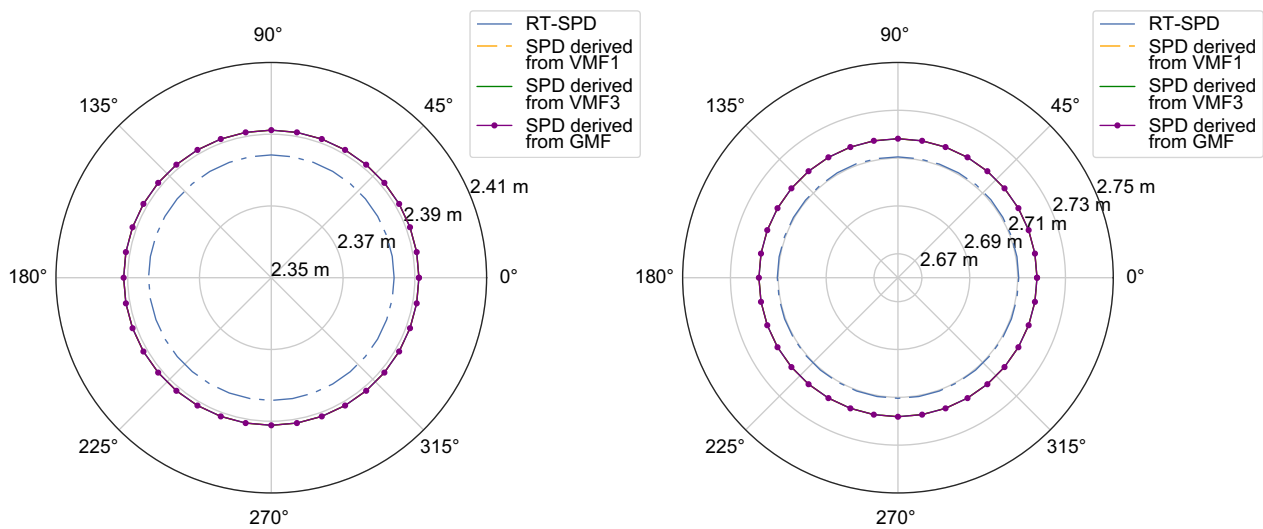 RT-SPD
SPD derived
from VMF1
SPD derived
from VMF3
SPD derived
from GMF
90°
135°
45°
2.41 m
2.39 m
2.37 m
2.35 m
180°
0°
225°
315°
270°
RT-SPD
SPD derived
from VMF1
SPD derived
from VMF3
SPD derived
from GMF
90°
135°
45°
2.75 m
2.73 m
2.71 m
2.69 m
2.67 m
180°
0°
225°
315°
270°